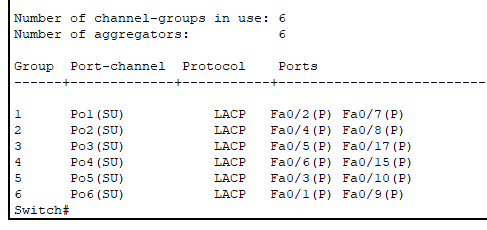 Number of channel-groups in use: 6
Number of aggregators:           6
Group  Port-channel  Protocol    Ports
------+-------------+-----------+---------------------------
1      Po1(SU)           LACP   Fa0/2(P) Fa0/7(P)
2      Po2(SU)           LACP   Fa0/4(P) Fa0/8(P)
3      Po3(SU)           LACP   Fa0/5(P) Fa0/17(P)
4      Po4(SU)           LACP   Fa0/6(P) Fa0/15(P)
5      Po5(SU)           LACP   Fa0/3(P) Fa0/10(P)
6      Po6(SU)           LACP   Fa0/1(P) Fa0/9(P)
Switch#